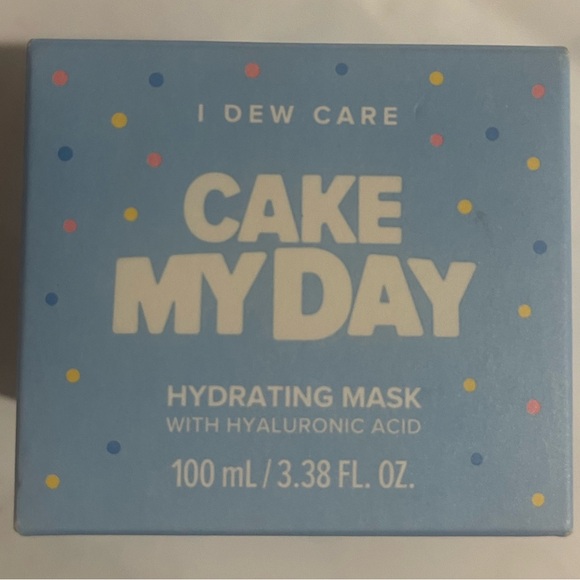 I DEW CARE
CAKE
MY DAY
HYDRATING MASK
WITH HYALURONIC ACID
100 mL / 3.38 FL. OZ.